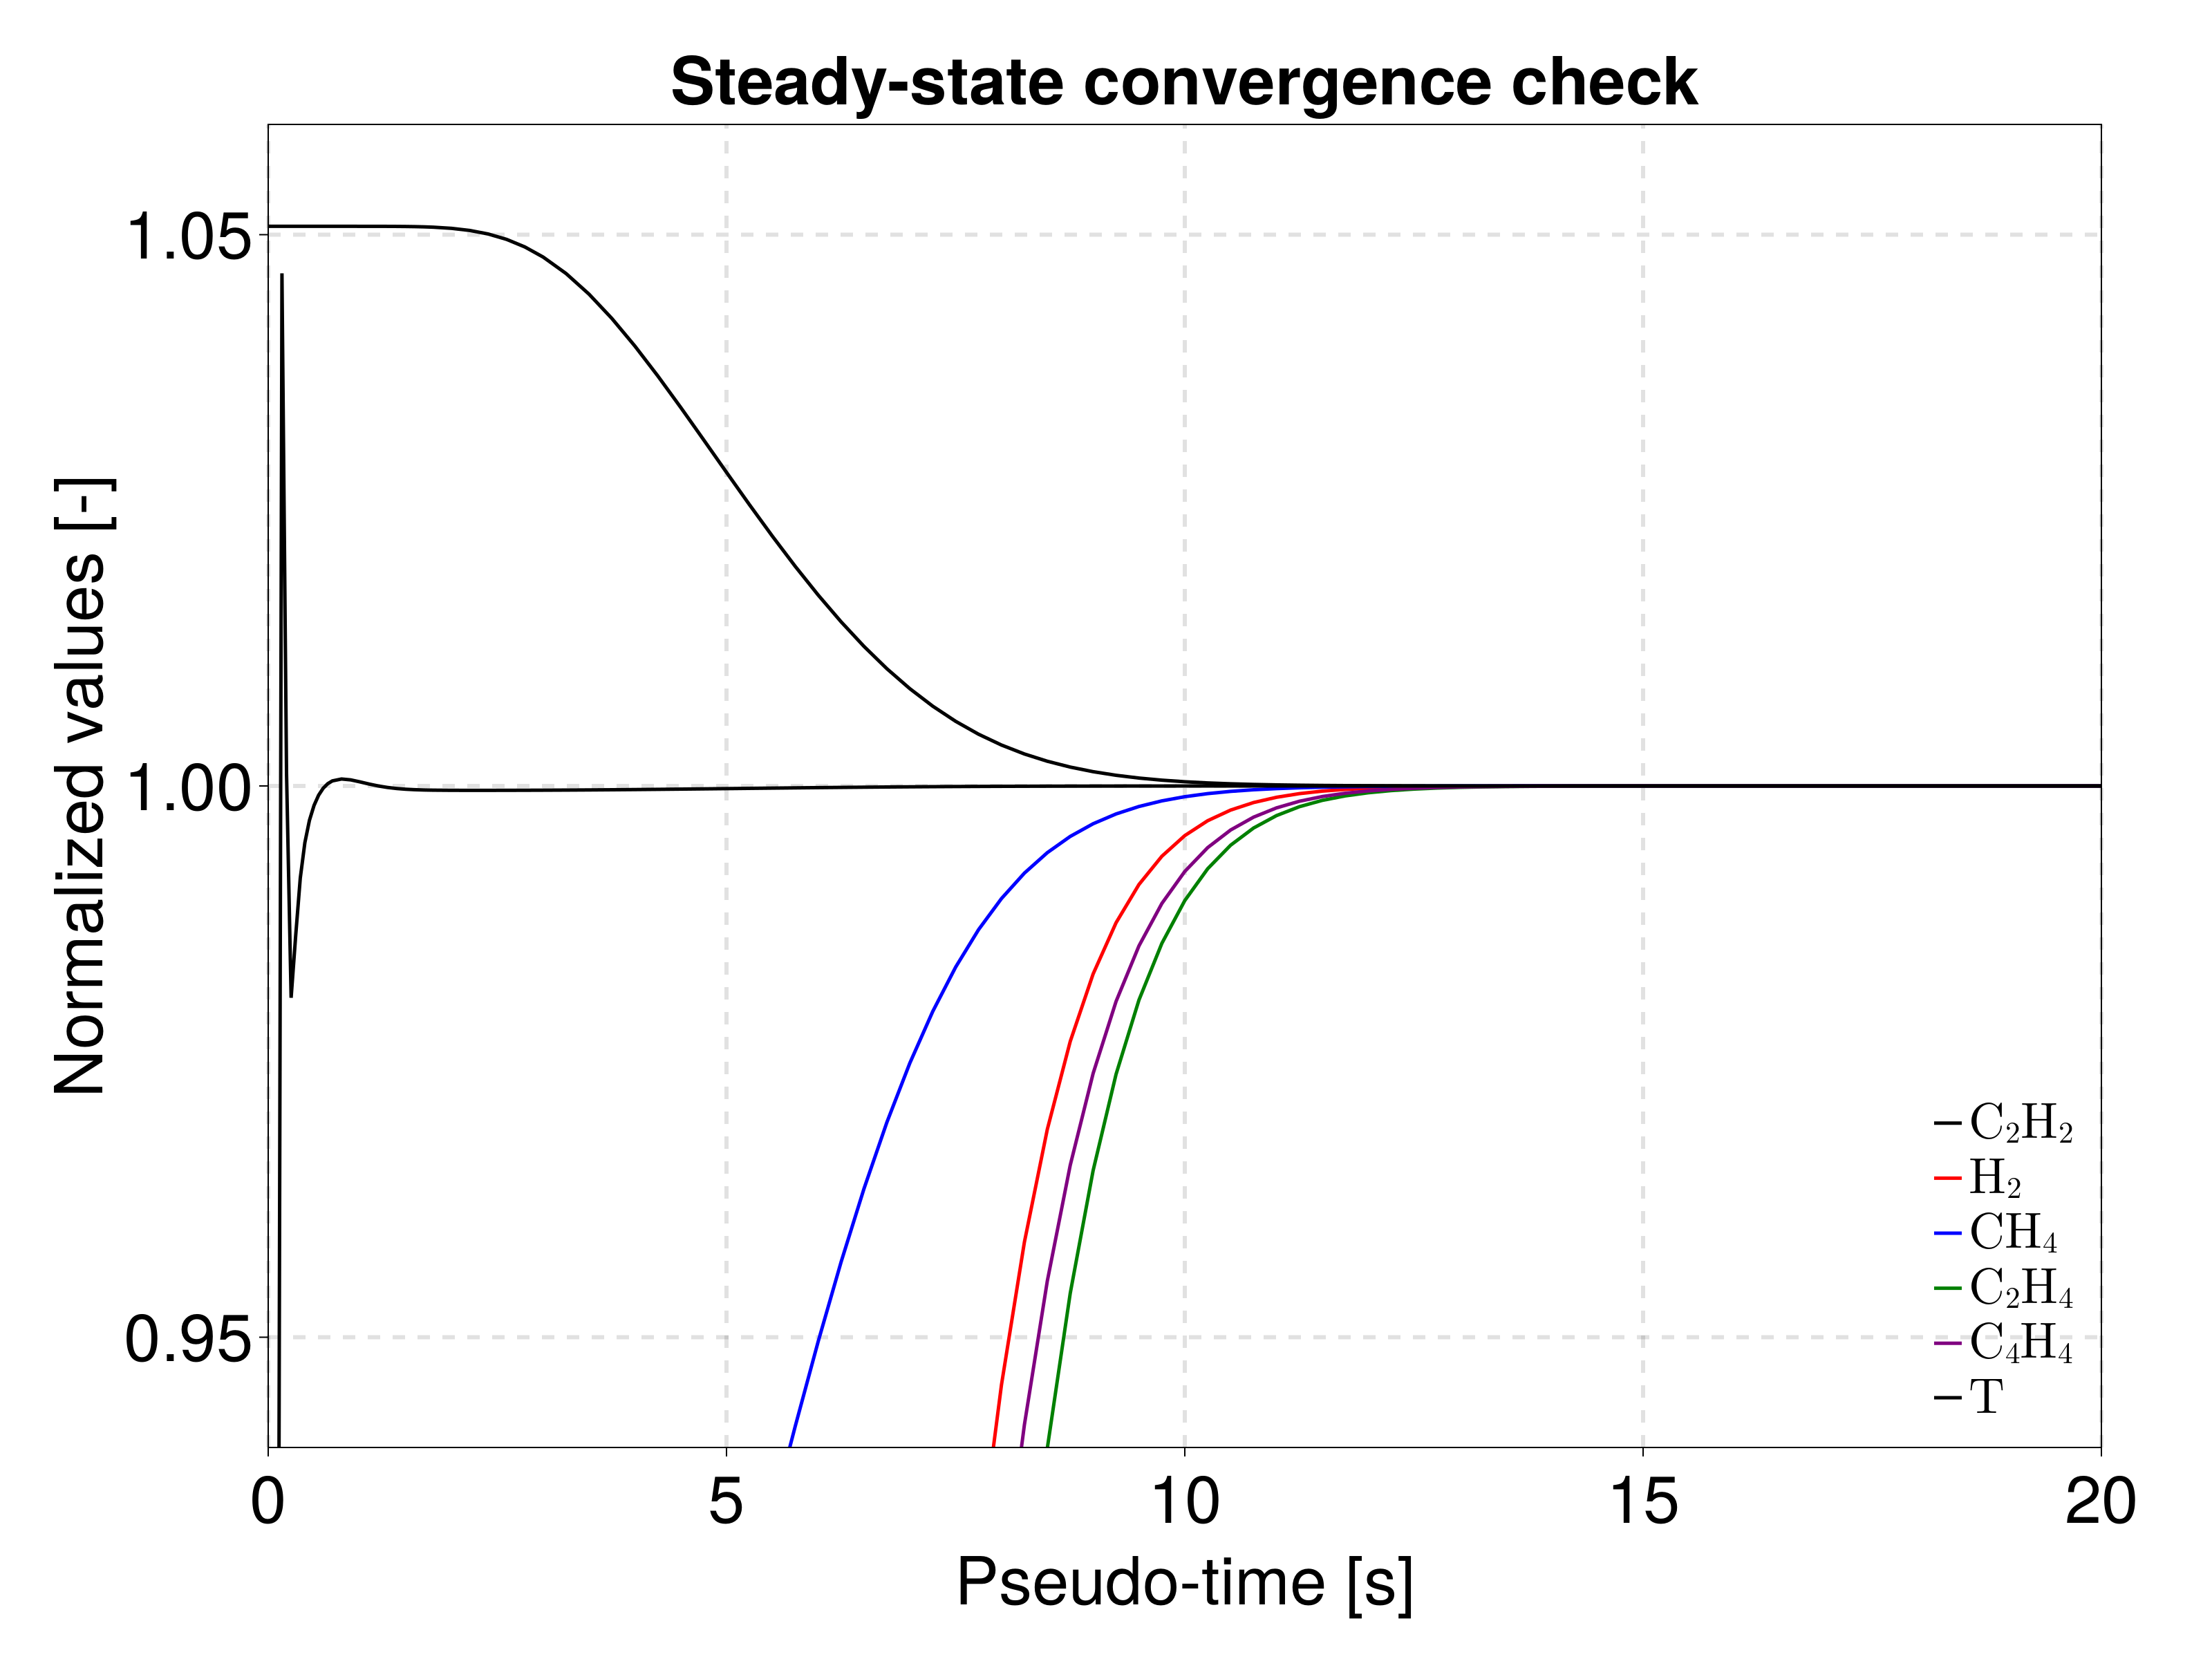 Steady-state convergence check
Normalized values [-]
1.05
1.00
0.95
C₂H₂
H₂
CH₄
C₂H₄
C₄H₄
T
0 5 10 15 20
Pseudo-time [s]